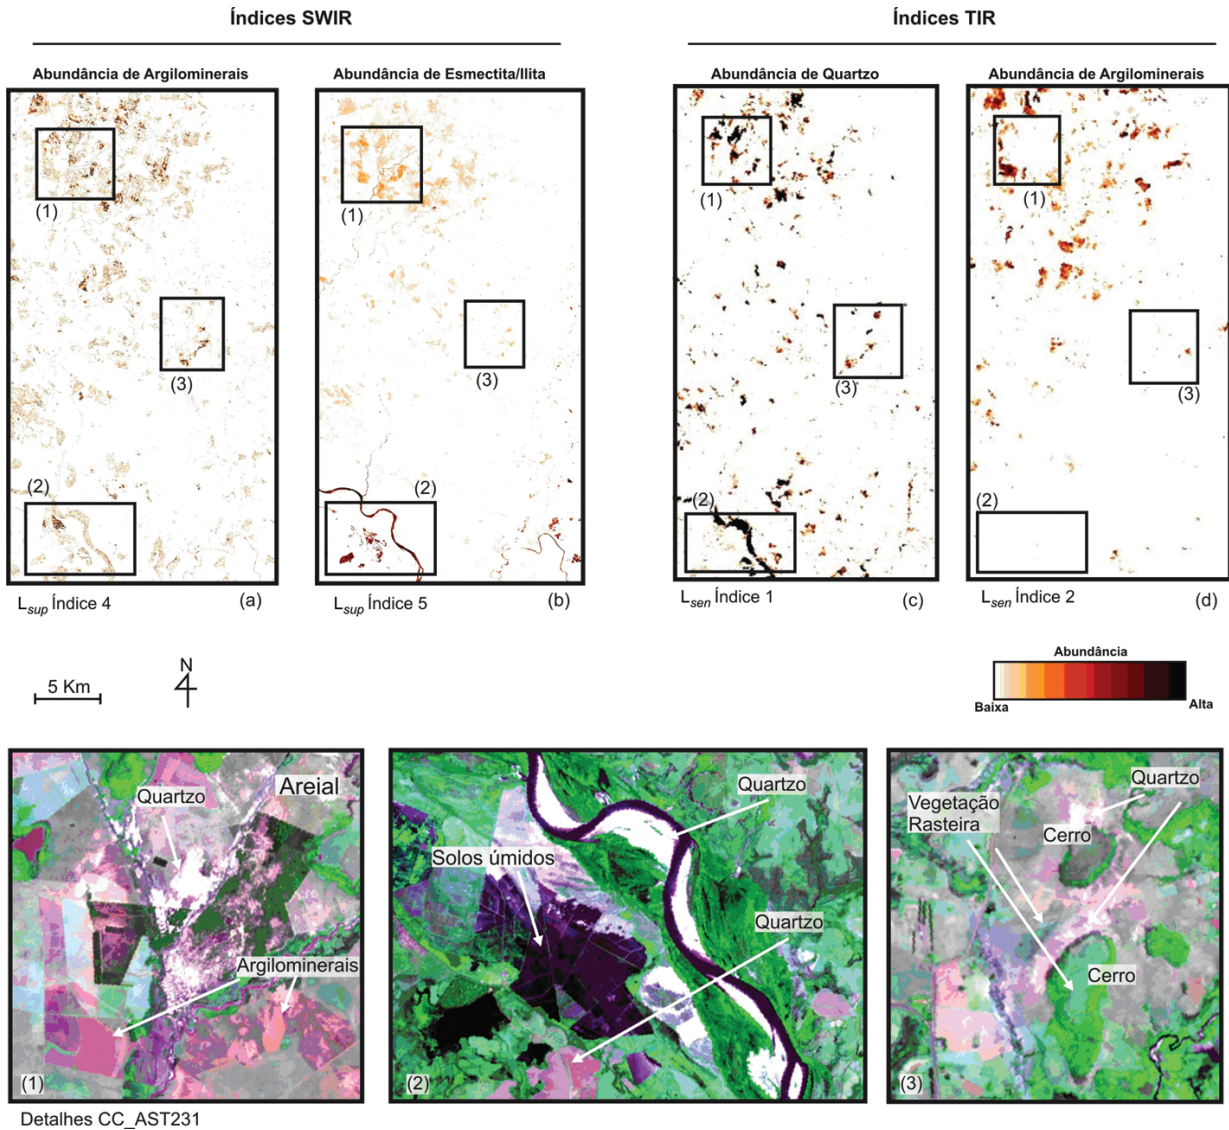 Índices SWIR
Índices TIR
Abundância de Argilominerais
Abundância de Esmectita/Ilita
Abundância de Quartzo
Abundância de Argilominerais
(1)
(3)
(2)
(1)
(3)
(2)
(1)
(3)
(2)
(1)
(3)
(2)
Lsup Índice 4
(a)
Lsup Índice 5
(b)
Lsen Índice 1
(c)
Lsen Índice 2
(d)
5 Km
N
Abundância
Baixa
Alta
Quartzo
Areial
Argilominerais
(1)
Quartzo
Solos úmidos
Quartzo
(2)
Quartzo
Vegetação
Rasteira
Cerro
Cerro
(3)
Detalhes CC_AST231